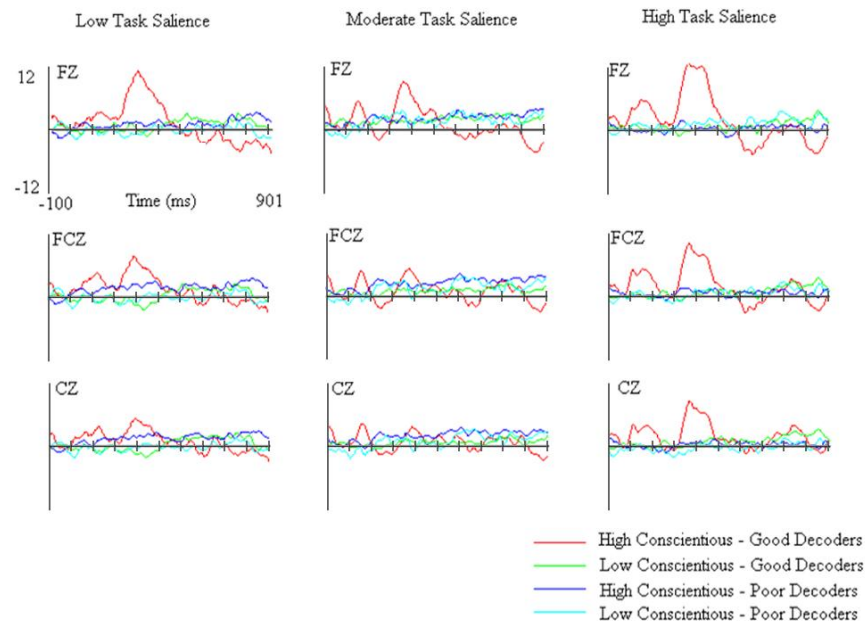 Low Task Salience
Moderate Task Salience
High Task Salience
12
FZ
FZ
FZ
-12
-100
Time (ms)
901
FCZ
FCZ
FCZ
CZ
CZ
CZ
High Conscientious - Good Decoders
Low Conscientious - Good Decoders
High Conscientious - Poor Decoders
Low Conscientious - Poor Decoders